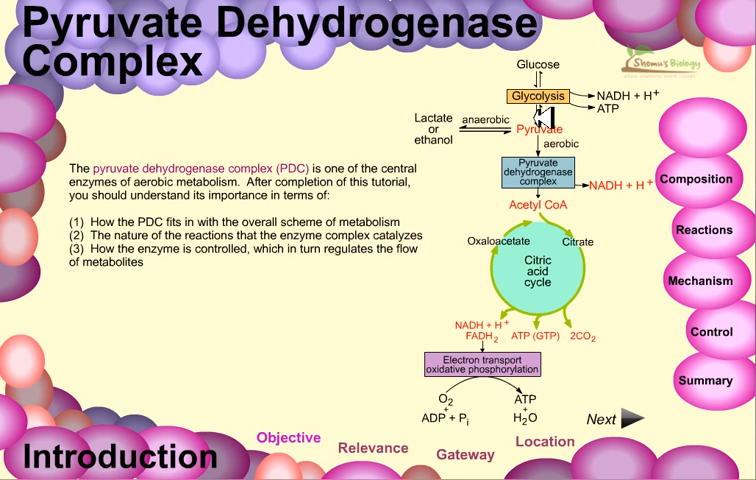 Pyruvate Dehydrogenase
Complex
Shomu's Biology
Glucose
Glycolysis
NADH + H+
ATP
Lactate
or
ethanol
anaerobic
Pyruvate
aerobic
The pyruvate dehydrogenase complex (PDC) is one of the central
enzymes of aerobic metabolism. After completion of this tutorial,
you should understand its importance in terms of:
(1) How the PDC fits in with the overall scheme of metabolism
(2) The nature of the reactions that the enzyme complex catalyzes
(3) How the enzyme is controlled, which in turn regulates the flow
of metabolites
Pyruvate
dehydrogenase
complex
NADH + H+
Acetyl CoA
Oxaloacetate
Citrate
Citric
acid
cycle
NADH + H+
FADH2
ATP (GTP)
2CO2
Electron transport
oxidative phosphorylation
O2
+
ADP + Pi
ATP
+
H2O
Composition
Reactions
Mechanism
Control
Summary
Next
Introduction
Objective
Relevance
Gateway
Location